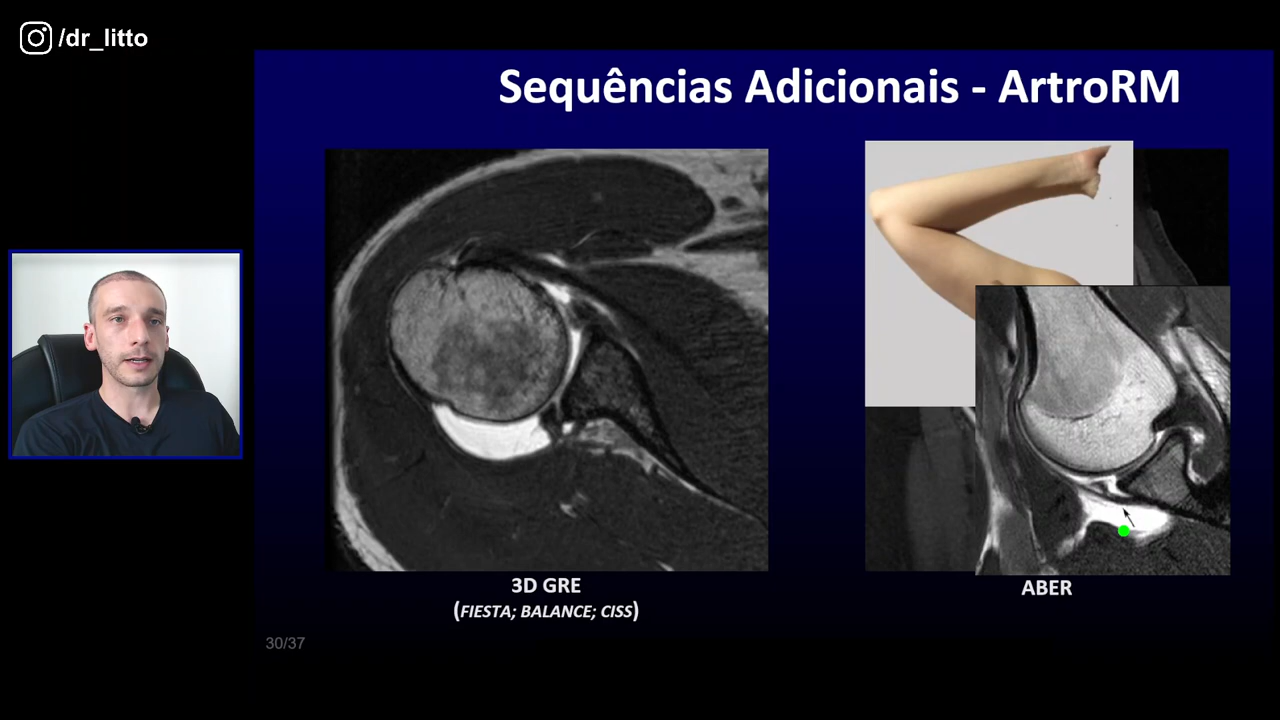 /dr_litto
Sequências Adicionais - ArtroRM
3D GRE
(FIESTA; BALANCE; CISS)
ABER
30/37